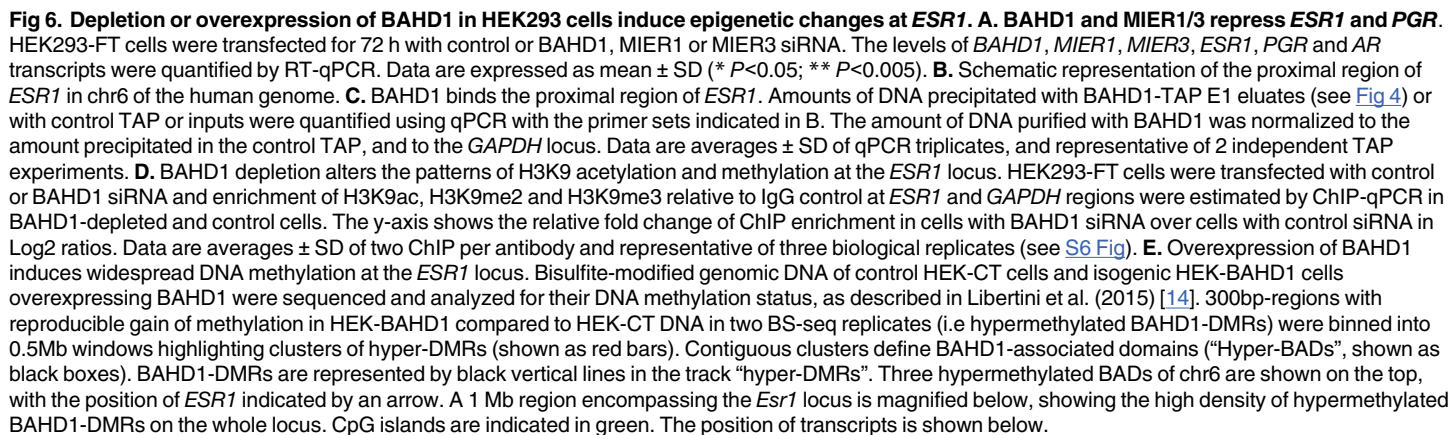 Fig 6. Depletion or overexpression of BAHD1 in HEK293 cells induce epigenetic changes at ESR1. A. BAHD1 and MIER1/3 repress ESR1 and PGR.
HEK293-FT cells were transfected for 72 h with control or BAHD1, MIER1 or MIER3 siRNA. The levels of BAHD1, MIER1, MIER3, ESR1, PGR and AR
transcripts were quantified by RT-qPCR. Data are expressed as mean ± SD (* P<0.05; ** P<0.005). B. Schematic representation of the proximal region of
ESR1 in chr6 of the human genome. C. BAHD1 binds the proximal region of ESR1. Amounts of DNA precipitated with BAHD1-TAP E1 eluates (see Fig 4) or
with control TAP or inputs were quantified using qPCR with the primer sets indicated in B. The amount of DNA purified with BAHD1 was normalized to the
amount precipitated in the control TAP, and to the GAPDH locus. Data are averages ± SD of qPCR triplicates, and representative of 2 independent TAP
experiments. D. BAHD1 depletion alters the patterns of H3K9 acetylation and methylation at the ESR1 locus. HEK293-FT cells were transfected with control
or BAHD1 siRNA and enrichment of H3K9ac, H3K9me2 and H3K9me3 relative to IgG control at ESR1 and GAPDH regions were estimated by ChIP-qPCR in
BAHD1-depleted and control cells. The y-axis shows the relative fold change of ChIP enrichment in cells with BAHD1 siRNA over cells with control siRNA in
Log2 ratios. Data are averages ± SD of two ChIP per antibody and representative of three biological replicates (see S6 Fig). E. Overexpression of BAHD1
induces widespread DNA methylation at the ESR1 locus. Bisulfite-modified genomic DNA of control HEK-CT cells and isogenic HEK-BAHD1 cells
overexpressing BAHD1 were sequenced and analyzed for their DNA methylation status, as described in Libertini et al. (2015) [14]. 300bp-regions with
reproducible gain of methylation in HEK-BAHD1 compared to HEK-CT DNA in two BS-seq replicates (i.e hypermethylated BAHD1-DMRs) were binned into
0.5Mb windows highlighting clusters of hyper-DMRs (shown as red bars). Contiguous clusters define BAHD1-associated domains ("Hyper-BADs", shown as
black boxes). BAHD1-DMRs are represented by black vertical lines in the track "hyper-DMRs". Three hypermethylated BADs of chr6 are shown on the top,
with the position of ESR1 indicated by an arrow. A 1 Mb region encompassing the Esr1 locus is magnified below, showing the high density of hypermethylated
BAHD1-DMRs on the whole locus. CpG islands are indicated in green. The position of transcripts is shown below.